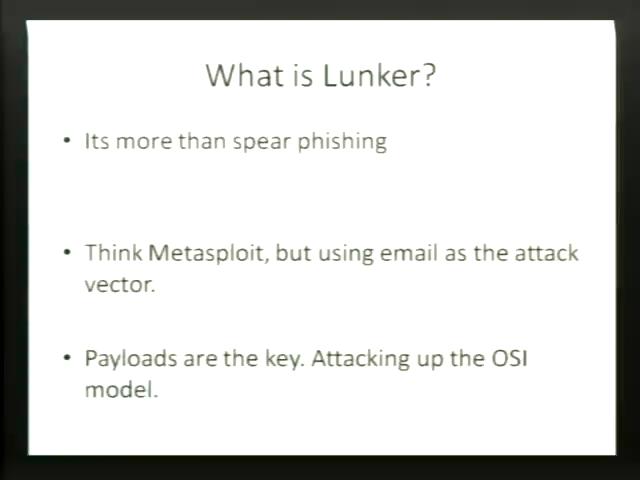 What is Lunker?
• Its more than spear phishing
• Think Metasploit, but using email as the attack
vector.
• Payloads are the key. Attacking up the OSI
model.